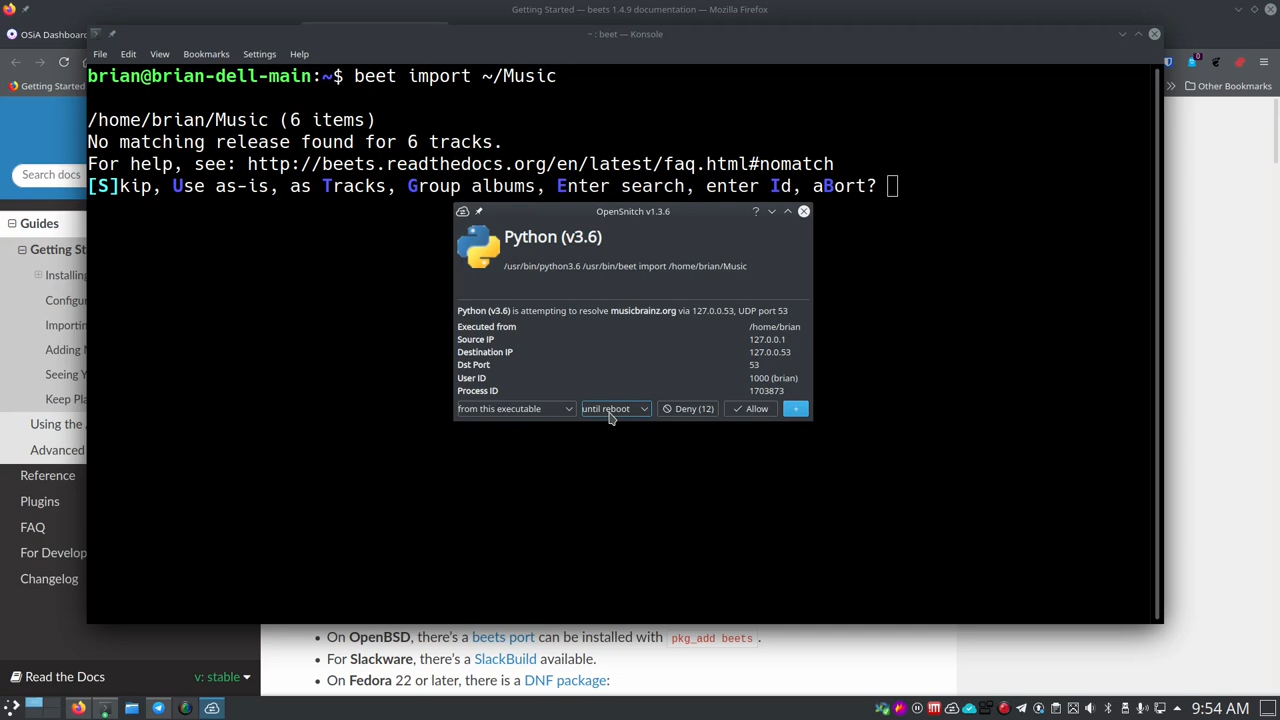 Getting Started — beets 1.4.9 documentation — Mozilla Firefox
OSiA Dashboard
~ : beet — Konsole
File Edit View Bookmarks Settings Help
Getting Started
Other Bookmarks
brian@brian-dell-main:~$ beet import ~/Music
/home/brian/Music (6 items)
No matching release found for 6 tracks.
For help, see: http://beets.readthedocs.org/en/latest/faq.html#nomatch
[S]kip, Use as-is, as Tracks, Group albums, Enter search, enter Id, aBort?
Search docs
Guides
Getting St
Installing
Configu
Importin
Adding M
Seeing Y
Keep Pla
Using the
Advanced
Reference
Plugins
FAQ
For Develop
Changelog
OpenSnitch v1.3.6
Python (v3.6)
/usr/bin/python3.6 /usr/bin/beet import /home/brian/Music
Python (v3.6) is attempting to resolve musicbrainz.org via 127.0.0.53, UDP port 53
Executed from /home/brian
Source IP 127.0.0.1
Destination IP 127.0.0.53
Dst Port 53
User ID 1000 (brian)
Process ID 1703873
from this executable until reboot Deny (12) Allow +
On OpenBSD, there's a beets port can be installed with pkg_add beets.
For Slackware, there's a SlackBuild available.
On Fedora 22 or later, there is a DNF package:
Read the Docs v: stable
9:54 AM